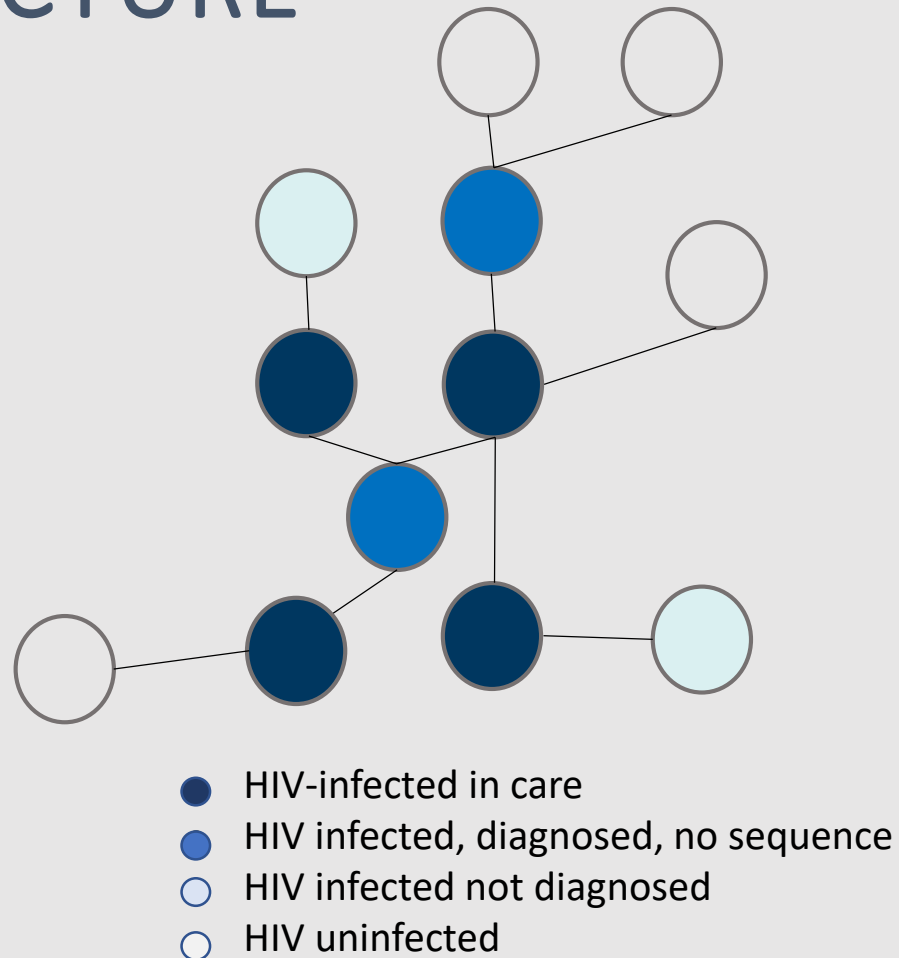 CTURE
HIV-infected in care
HIV infected, diagnosed, no sequence
HIV infected not diagnosed
HIV uninfected